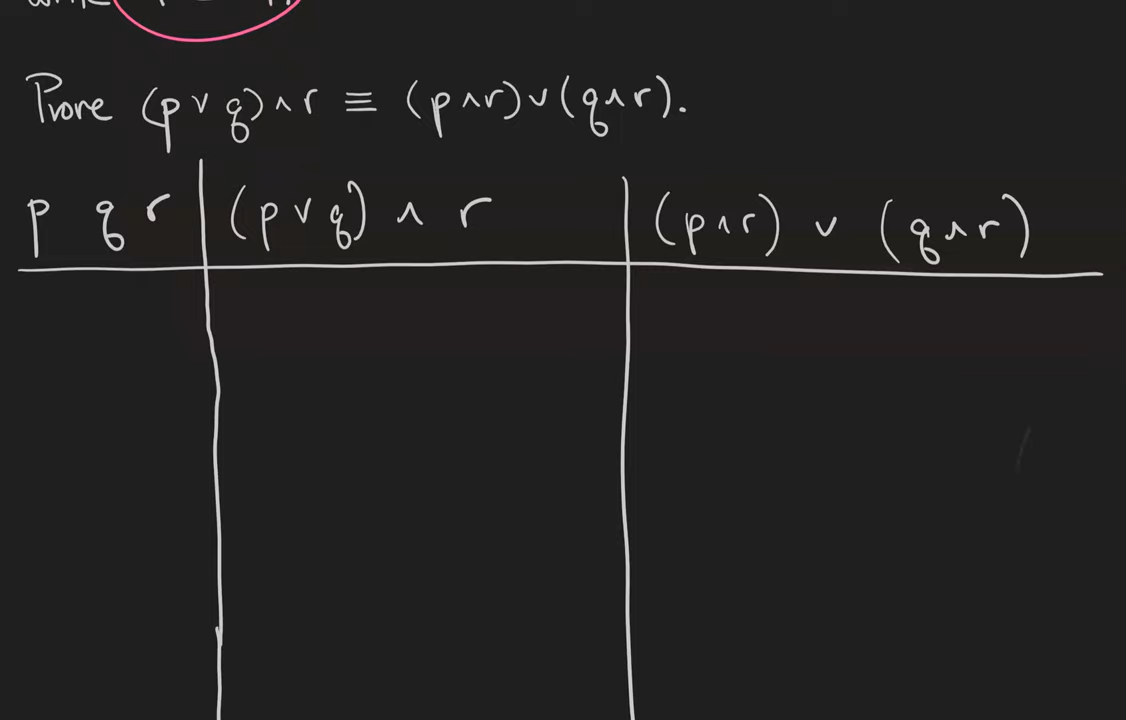 Prove (p ∨ q) ∧ r ≡ (p ∧ r) ∨ (q ∧ r).
p q r (p ∨ q) ∧ r (p ∧ r) ∨ (q ∧ r)